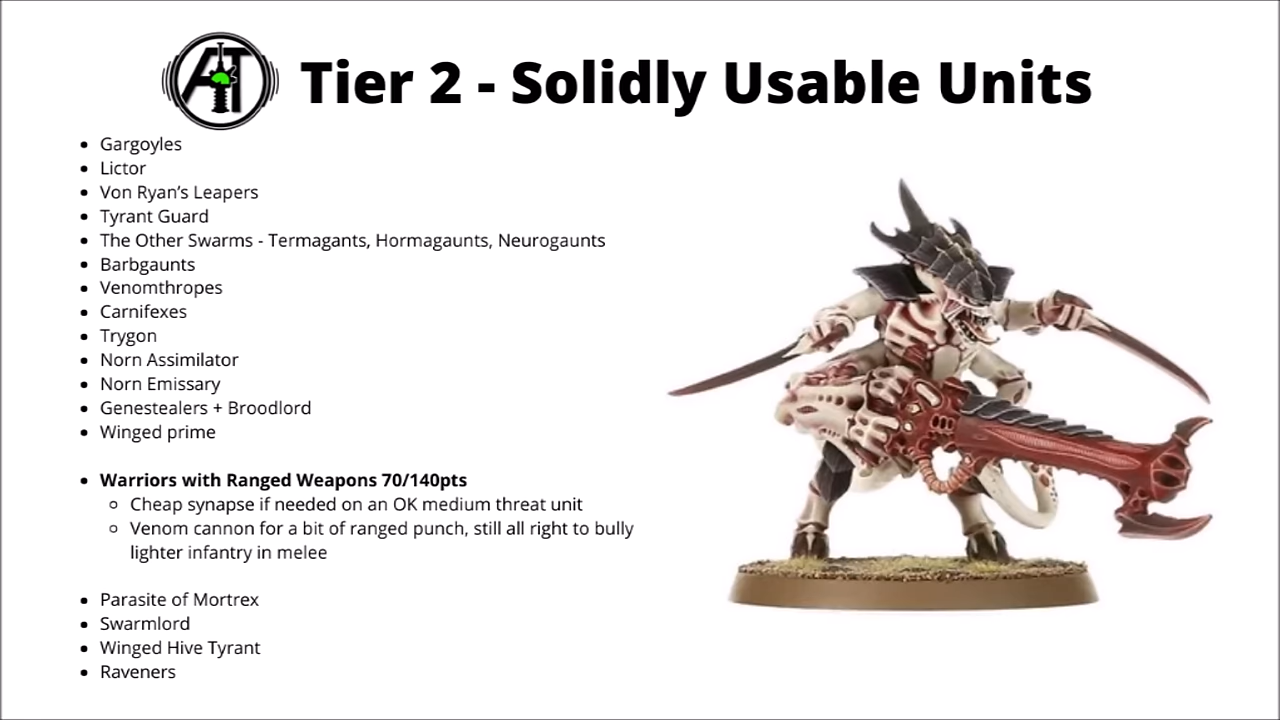 AT
Tier 2 - Solidly Usable Units
• Gargoyles
• Lictor
• Von Ryan’s Leapers
• Tyrant Guard
• The Other Swarms - Termagants, Hormagaunts, Neurogaunts
• Barbgaunts
• Venomthropes
• Carnifexes
• Trygon
• Norn Assimilator
• Norn Emissary
• Genestealers + Broodlord
• Winged prime
• Warriors with Ranged Weapons 70/140pts
◦ Cheap synapse if needed on an OK medium threat unit
◦ Venom cannon for a bit of ranged punch, still all right to bully
lighter infantry in melee
• Parasite of Mortrex
• Swarmlord
• Winged Hive Tyrant
• Raveners